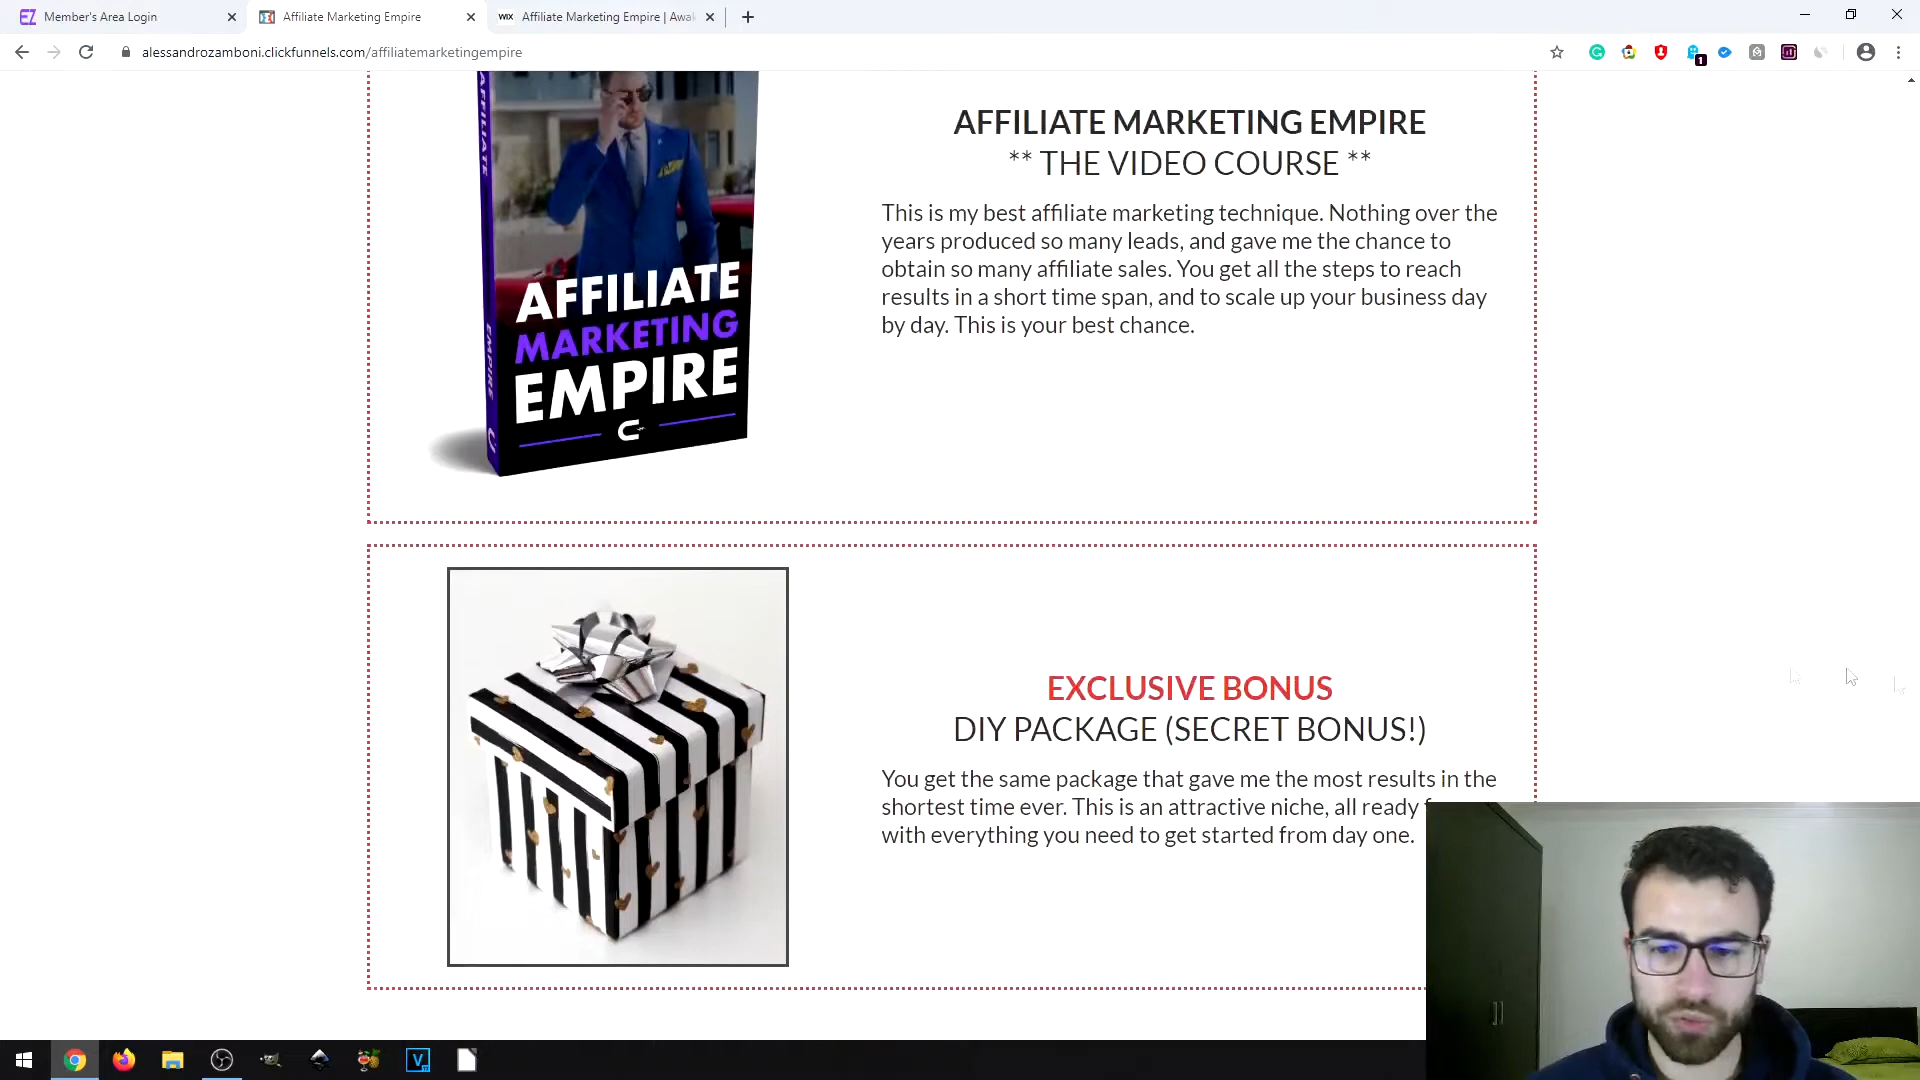 Member's Area Login
Affiliate Marketing Empire
WIX Affiliate Marketing Empire | Awa
alessandrozamboni.clickfunnels.com/affiliatemarketingempire
1
AFFILIATE
EMPIRE
AFFILIATE
MARKETING
EMPIRE
AFFILIATE MARKETING EMPIRE
** THE VIDEO COURSE **
This is my best affiliate marketing technique. Nothing over the
years produced so many leads, and gave me the chance to
obtain so many affiliate sales. You get all the steps to reach
results in a short time span, and to scale up your business day
by day. This is your best chance.
EXCLUSIVE BONUS
DIY PACKAGE (SECRET BONUS!)
You get the same package that gave me the most results in the
shortest time ever. This is an attractive niche, all ready
with everything you need to get started from day one.